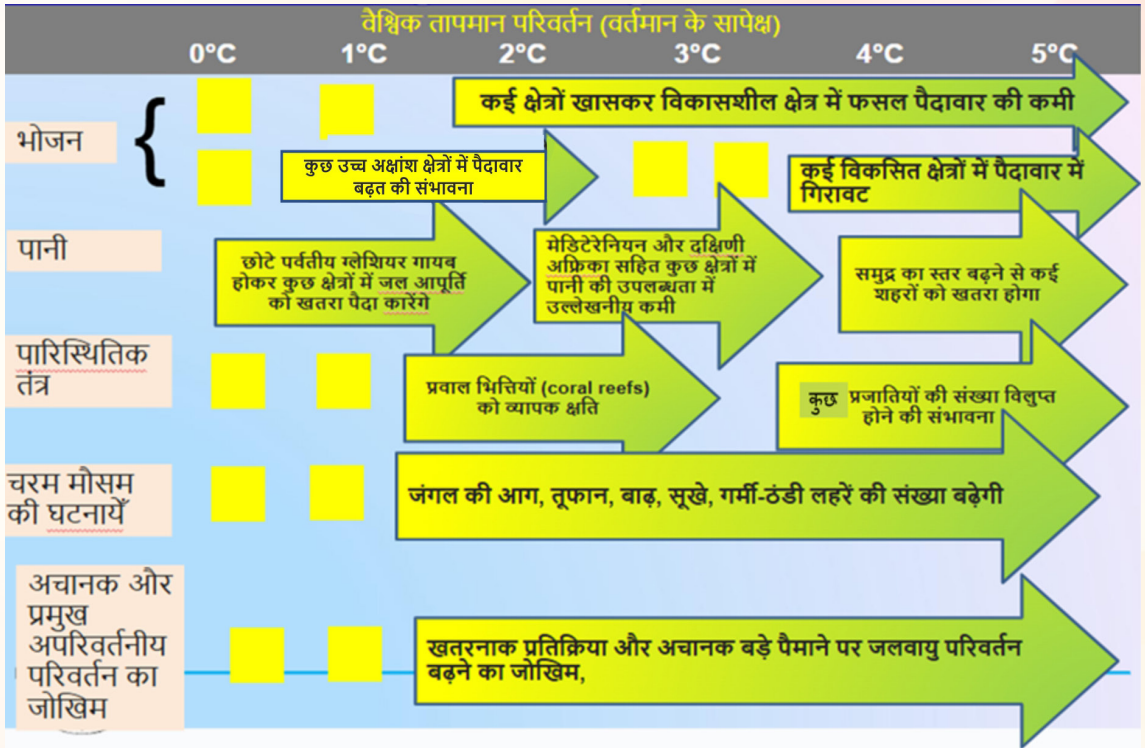 वैश्विक तापमान परिवर्तन (वर्तमान के सापेक्ष)
0°C 1°C 2°C 3°C 4°C 5°C
भोजन
कई क्षेत्रों खासकर विकासशील क्षेत्र में फसल पैदावार की कमी
कुछ उच्च अक्षांश क्षेत्रों में पैदावार
बढ़त की संभावना
कई विकसित क्षेत्रों में पैदावार में
गिरावट
पानी
छोटे पर्वतीय ग्लेशियर गायब
होकर कुछ क्षेत्रों में जल आपूर्ति
को खतरा पैदा कारेंगे
मेडिटेरेनियन और दक्षिणी
अफ्रिका सहित कुछ क्षेत्रों में
पानी की उपलब्धता में
उल्लेखनीय कमी
समुद्र का स्तर बढ़ने से कई
शहरों को खतरा होगा
पारिस्थितिक
तंत्र
प्रवाल भित्तियों (coral reefs)
को व्यापक क्षति
कुछ प्रजातियों की संख्या विलुप्त
होने की संभावना
चरम मौसम
की घटनायेँ
जंगल की आग, तूफान, बाढ़, सूखे, गर्मी-ठंडी लहरें की संख्या बढ़ेगी
अचानक और
प्रमुख
अपरिवर्तनीय
परिवर्तन का
जोखिम
खतरनाक प्रतिक्रिया और अचानक बड़े पैमाने पर जलवायु परिवर्तन
बढ़ने का जोखिम,